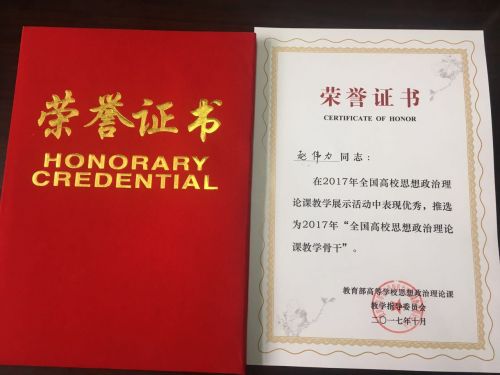 荣誉证书
HONORARY
CREDENTIAL
荣誉证书
CERTIFICATE OF HONOR
赵伟力 同志：
在2017年全国高校思想政治理
论课教学展示活动中表现优秀，推选
为2017年“全国高校思想政治理论
课教学骨干”。
教育部高等学校思想政治理论课
教学指导委员会
二〇一七年十月